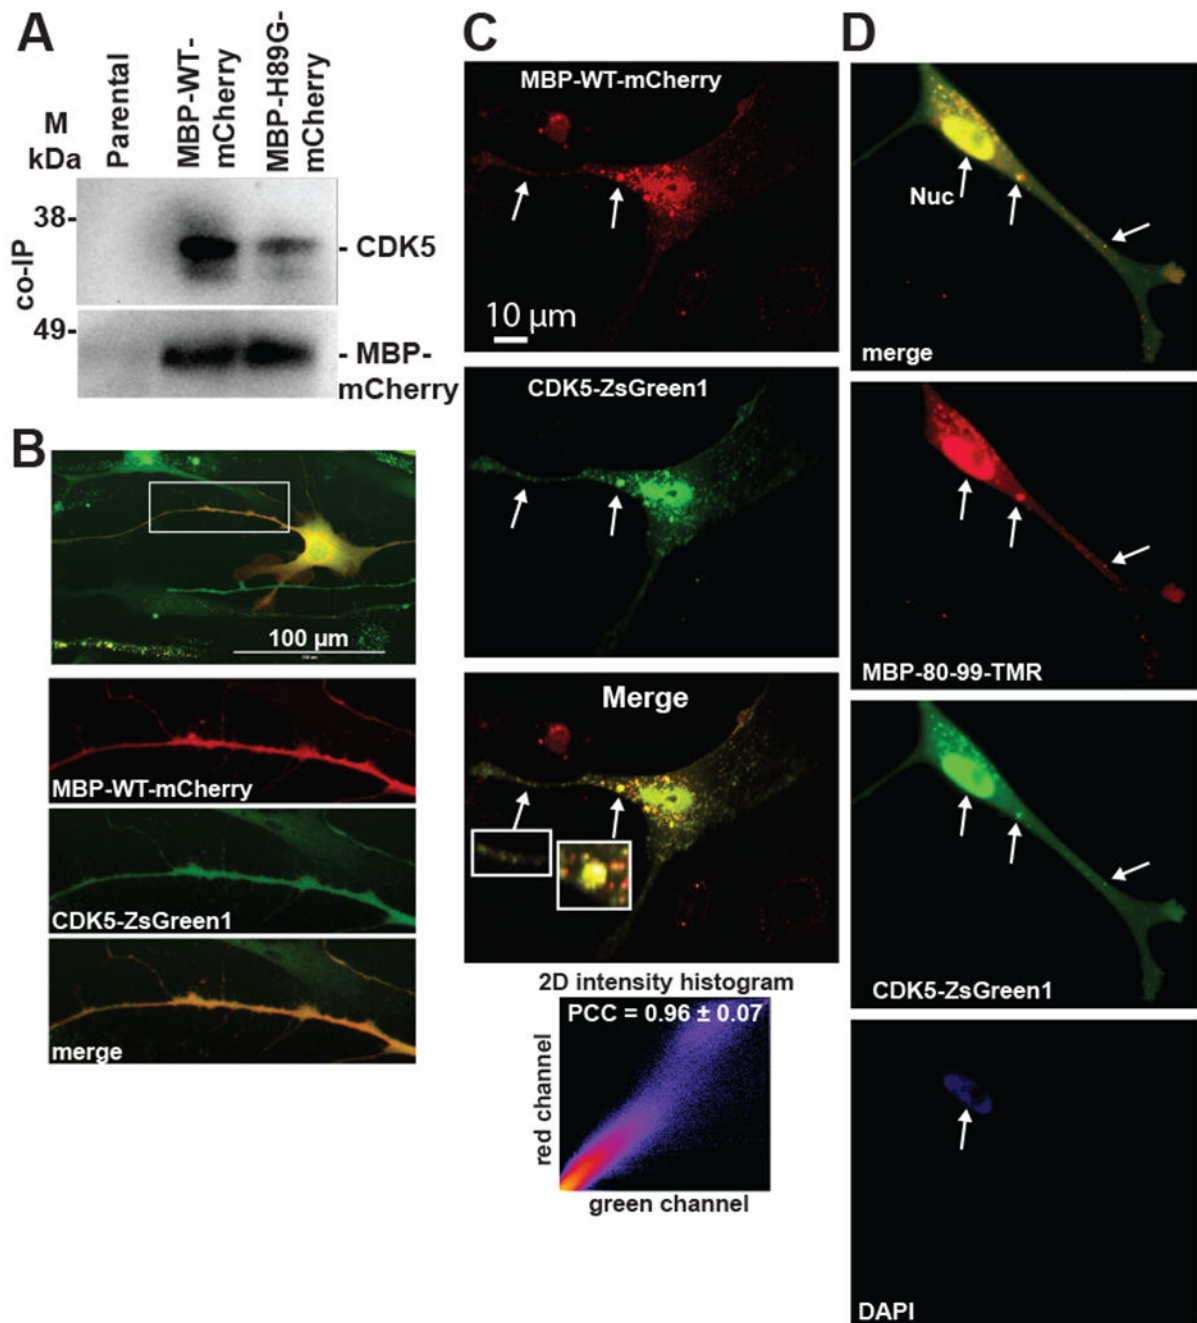 A
M
kDa
Parental
MBP-WT-
mCherry
MBP-H89G-
mCherry
co-IP
38-
- CDK5
49-
- MBP-
mCherry
B
100 µm
MBP-WT-mCherry
CDK5-ZsGreen1
merge
C
MBP-WT-mCherry
10 µm
CDK5-ZsGreen1
Merge
2D intensity histogram
PCC = 0.96 ± 0.07
red channel
green channel
D
Nuc
merge
MBP-80-99-TMR
CDK5-ZsGreen1
DAPI